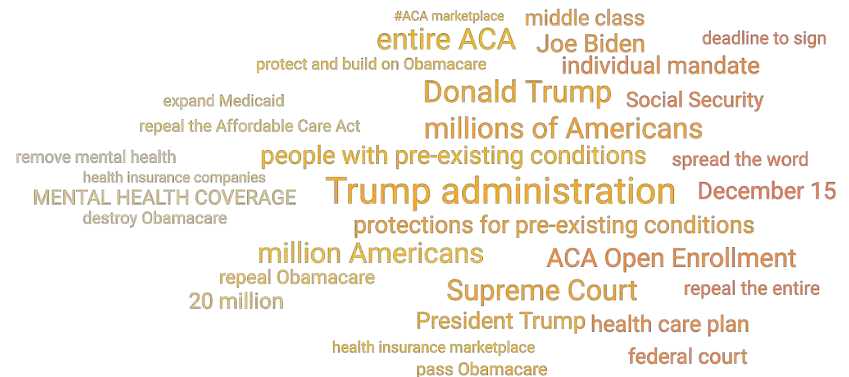 #ACA marketplace
middle class
entire ACA
Joe Biden
deadline to sign
protect and build on Obamacare
individual mandate
Donald Trump
Social Security
expand Medicaid
repeal the Affordable Care Act
millions of Americans
remove mental health
people with pre-existing conditions
spread the word
health insurance companies
MENTAL HEALTH COVERAGE
Trump administration
December 15
destroy Obamacare
protections for pre-existing conditions
million Americans
ACA Open Enrollment
repeal Obamacare
20 million
Supreme Court
repeal the entire
President Trump
health care plan
health insurance marketplace
federal court
pass Obamacare